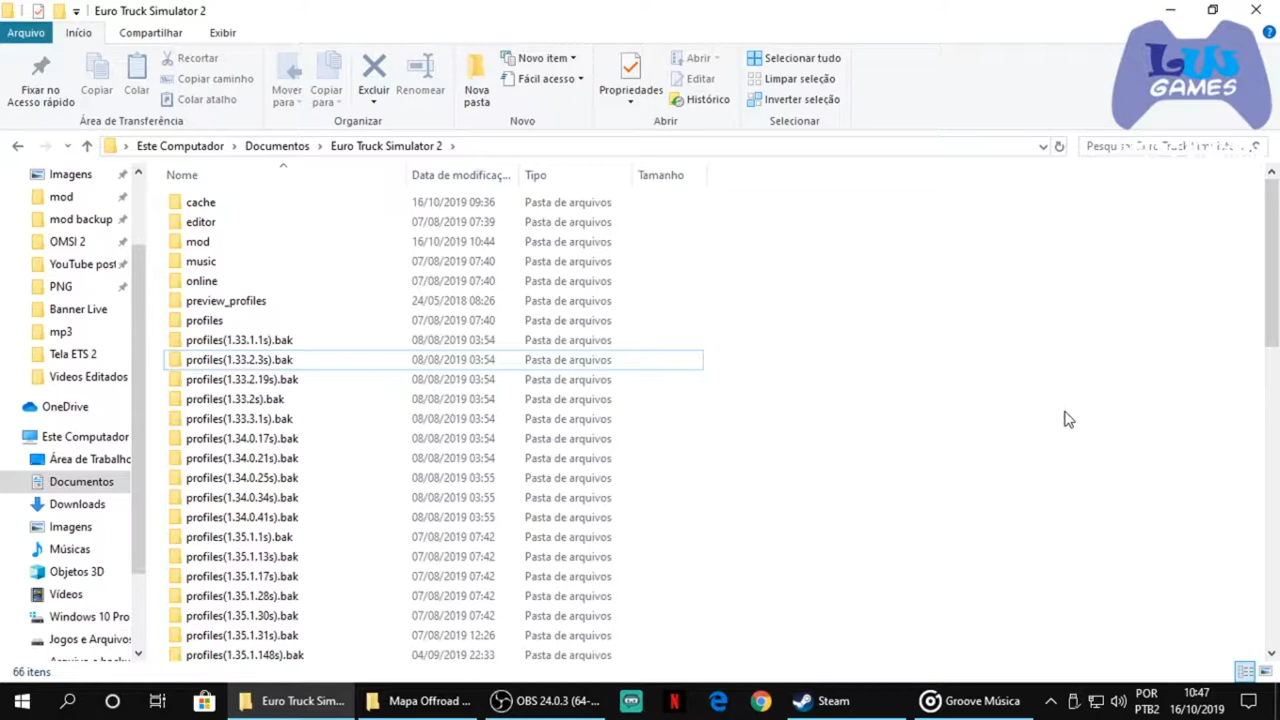 Euro Truck Simulator 2
Arquivo Início Compartilhar Exibir
Fixar no Acesso rápido
Copiar
Colar
Recortar
Copiar caminho
Colar atalho
Área de Transferência
Mover para
Copiar para
Excluir
Renomear
Organizar
Nova pasta
Novo item
Fácil acesso
Novo
Propriedades
Abrir
Editar
Histórico
Abrir
Selecionar tudo
Limpar seleção
Inverter seleção
Selecionar
GAMES
Este Computador > Documentos > Euro Truck Simulator 2 >
Nome Data de modificaç... Tipo Tamanho
cache 16/10/2019 09:36 Pasta de arquivos
editor 07/08/2019 07:39 Pasta de arquivos
mod 16/10/2019 10:44 Pasta de arquivos
music 07/08/2019 07:40 Pasta de arquivos
online 07/08/2019 07:40 Pasta de arquivos
preview_profiles 24/05/2018 08:26 Pasta de arquivos
profiles 07/08/2019 07:40 Pasta de arquivos
profiles(1.33.1.1s).bak 08/08/2019 03:54 Pasta de arquivos
profiles(1.33.2.3s).bak 08/08/2019 03:54 Pasta de arquivos
profiles(1.33.2.19s).bak 08/08/2019 03:54 Pasta de arquivos
profiles(1.33.2s).bak 08/08/2019 03:54 Pasta de arquivos
profiles(1.33.3.1s).bak 08/08/2019 03:54 Pasta de arquivos
profiles(1.34.0.17s).bak 08/08/2019 03:54 Pasta de arquivos
profiles(1.34.0.21s).bak 08/08/2019 03:54 Pasta de arquivos
profiles(1.34.0.25s).bak 08/08/2019 03:55 Pasta de arquivos
profiles(1.34.0.34s).bak 08/08/2019 03:55 Pasta de arquivos
profiles(1.34.0.41s).bak 08/08/2019 03:55 Pasta de arquivos
profiles(1.35.1.1s).bak 07/08/2019 07:42 Pasta de arquivos
profiles(1.35.1.13s).bak 07/08/2019 07:42 Pasta de arquivos
profiles(1.35.1.17s).bak 07/08/2019 07:42 Pasta de arquivos
profiles(1.35.1.28s).bak 07/08/2019 07:42 Pasta de arquivos
profiles(1.35.1.30s).bak 07/08/2019 07:42 Pasta de arquivos
profiles(1.35.1.31s).bak 07/08/2019 12:26 Pasta de arquivos
profiles(1.35.1.148s).bak 04/09/2019 22:33 Pasta de arquivos
Imagens
mod
mod backup
OMSI 2
YouTube post
PNG
Banner Live
mp3
Tela ETS 2
Videos Editados
OneDrive
Este Computador
Área de Trabalho
Documentos
Downloads
Imagens
Músicas
Objetos 3D
Vídeos
Windows 10 Pro
Jogos e Arquivos
66 itens
Euro Truck Sim...
Mapa Offroad
OBS 24.0.3 (64-...
Steam
Groove Música
POR
PTB2
10:47
16/10/2019